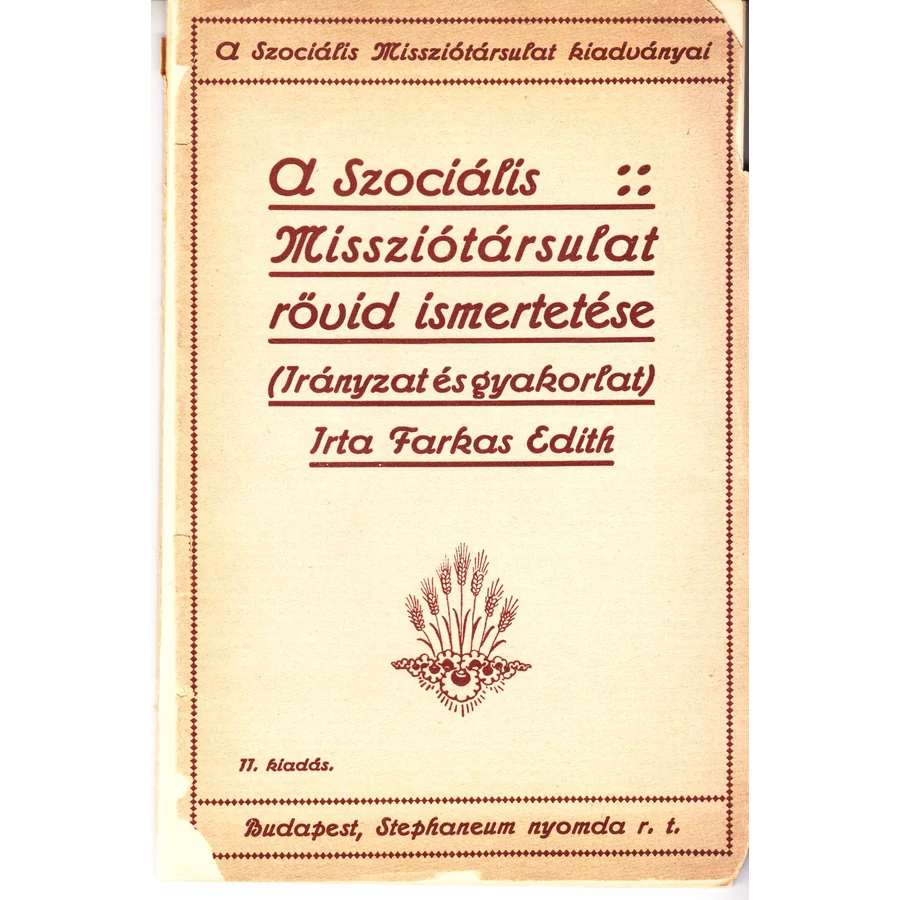 A Szociális Missziótársulat kiadványai
A Szociális ::
Missziótársulat
rövid ismertetése
(Irányzat és gyakorlat)
Irta Farkas Edith
II. kiadás.
Budapest, Stephaneum nyomda r. t.